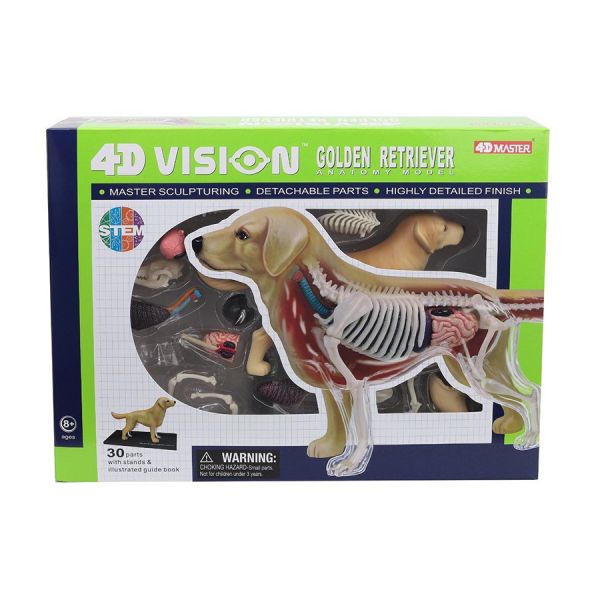 4D VISION™ GOLDEN RETRIEVER
ANATOMY MODEL
4D MASTER
• MASTER SCULPTURING • DETACHABLE PARTS • HIGHLY DETAILED FINISH •
STEM
8+
ages
30 parts
with stands &
illustrated guide book
WARNING:
CHOKING HAZARD-Small parts.
Not for children under 3 years.